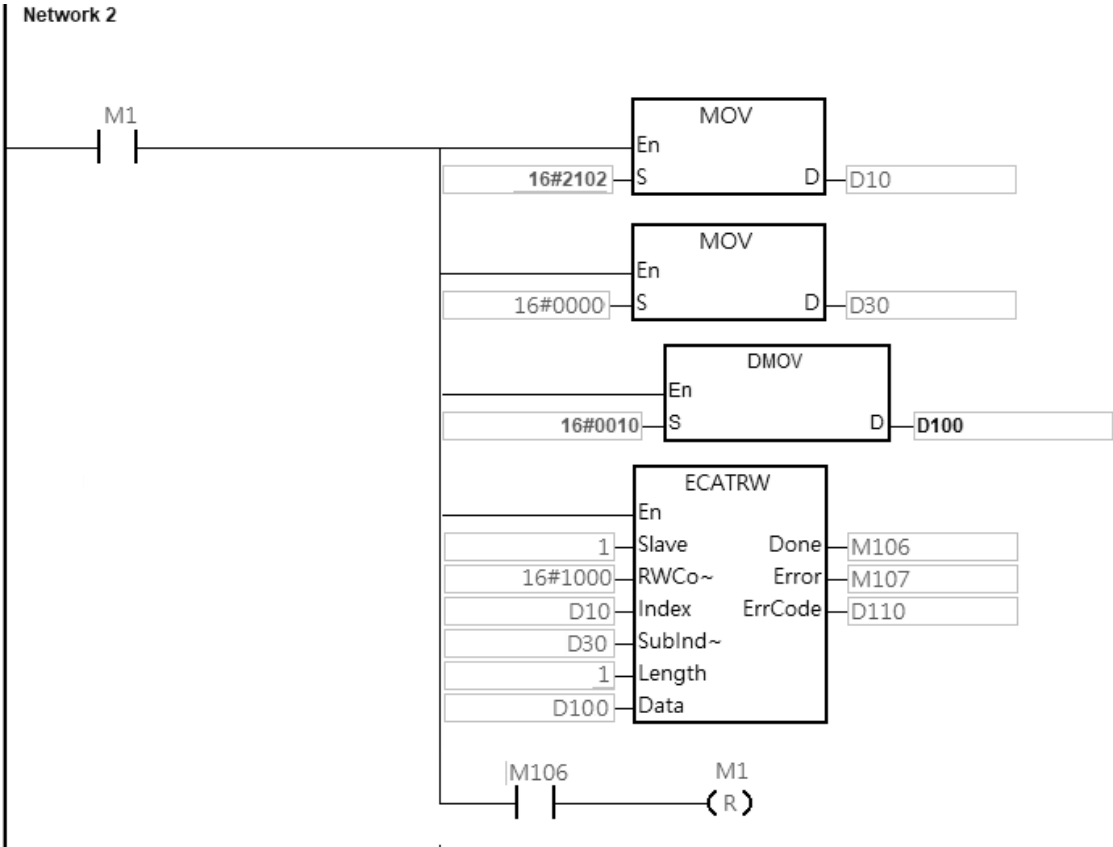 Network 2
M1
MOV
En
16#2102 S D D10
MOV
En
16#0000 S D D30
DMOV
En
16#0010 S D D100
ECATRW
En
1 Slave Done M106
16#1000 RWCo~ Error M107
D10 Index ErrCode D110
D30 SubInd~
1 Length
D100 Data
M106 M1
R